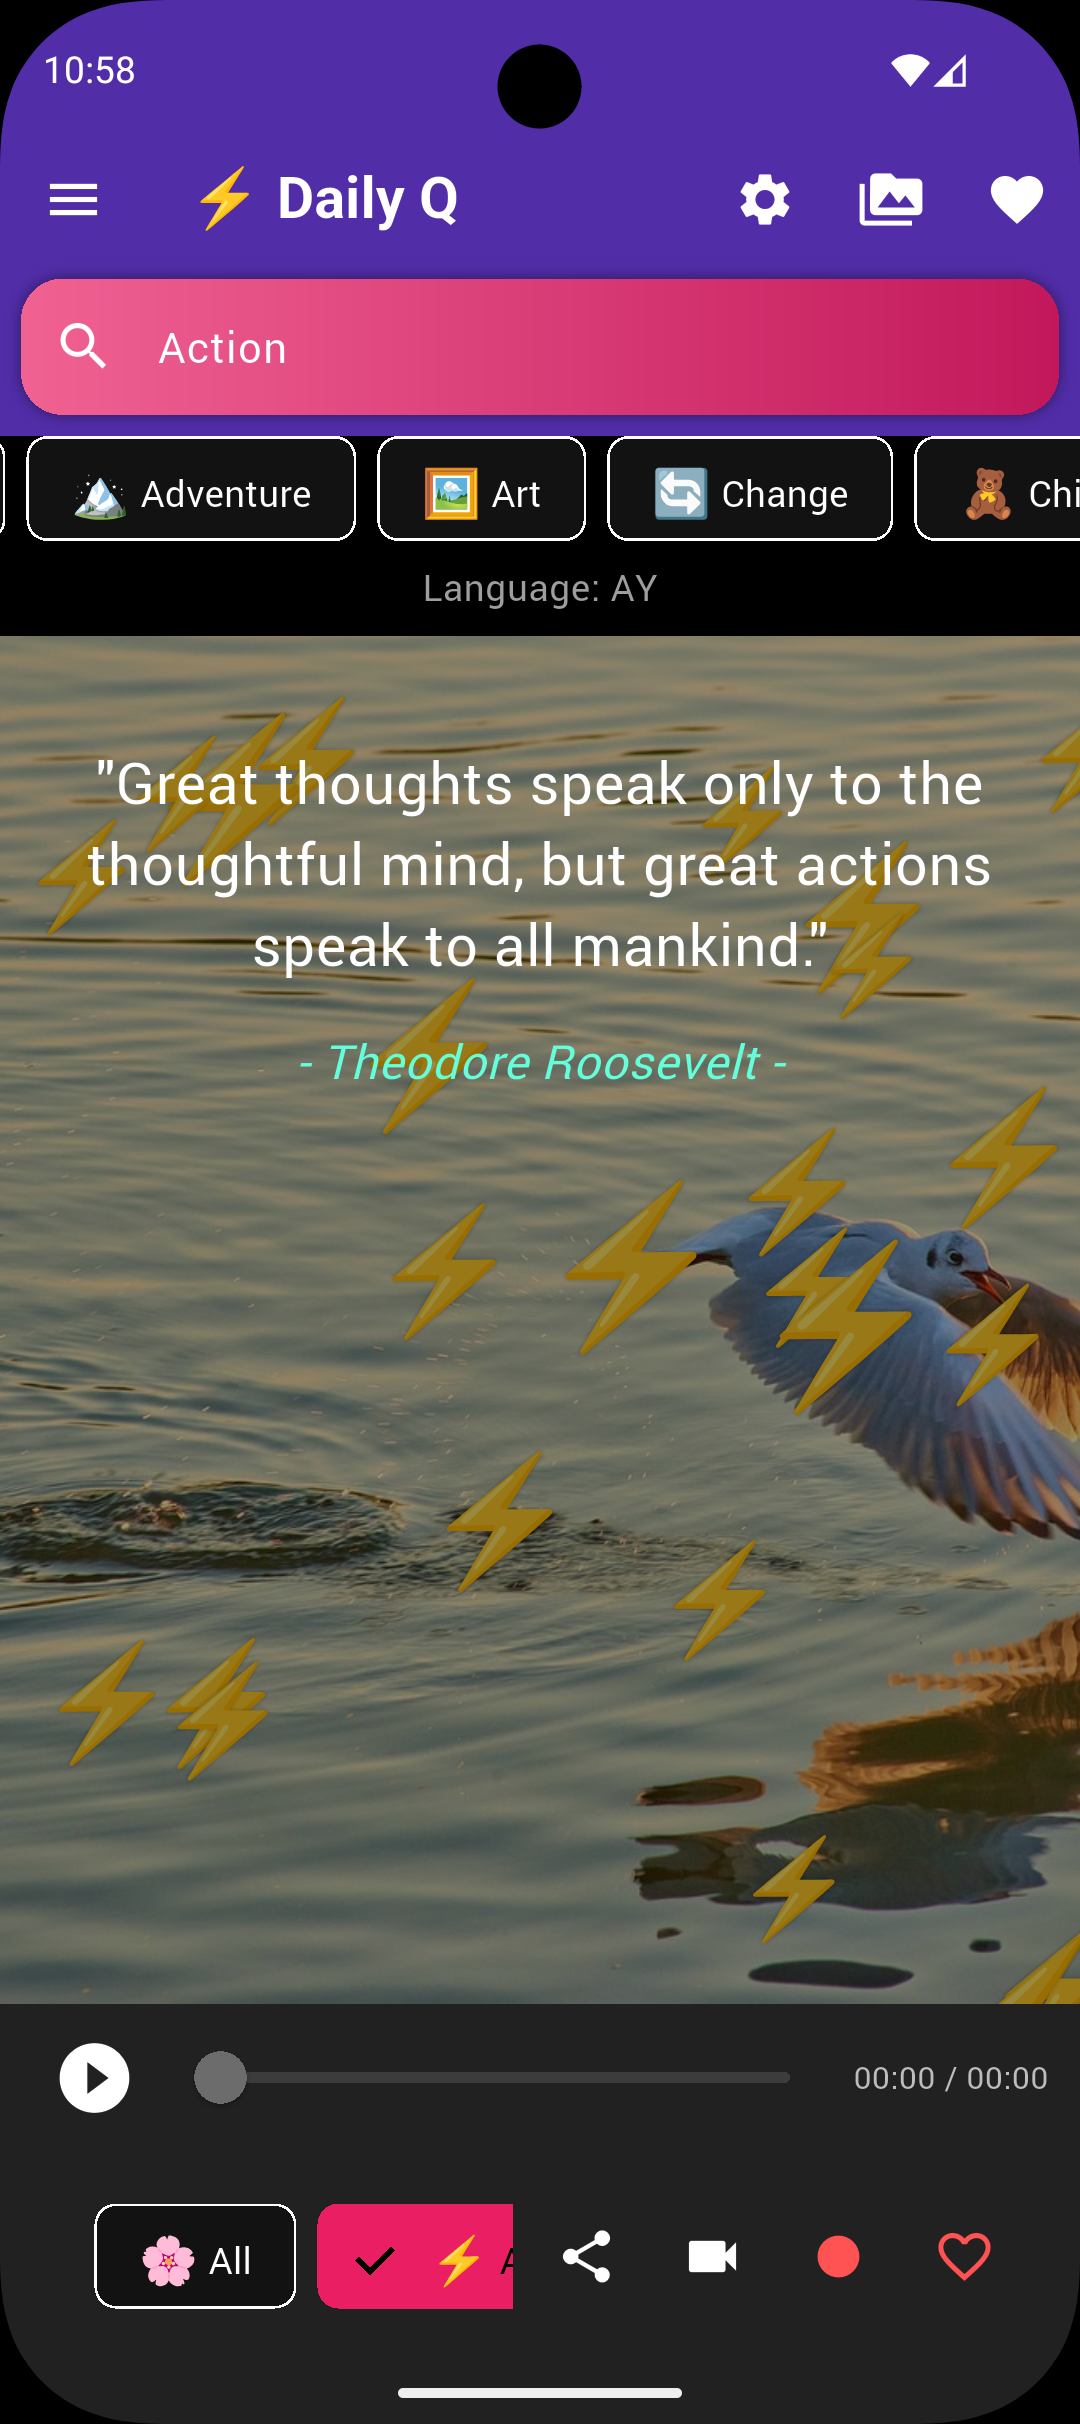 10:58
⚡ Daily Q
Action
Adventure
Art
Change
Chi
Language: AY
"Great thoughts speak only to the
thoughtful mind, but great actions
speak to all mankind."
- Theodore Roosevelt -
00:00 / 00:00
All